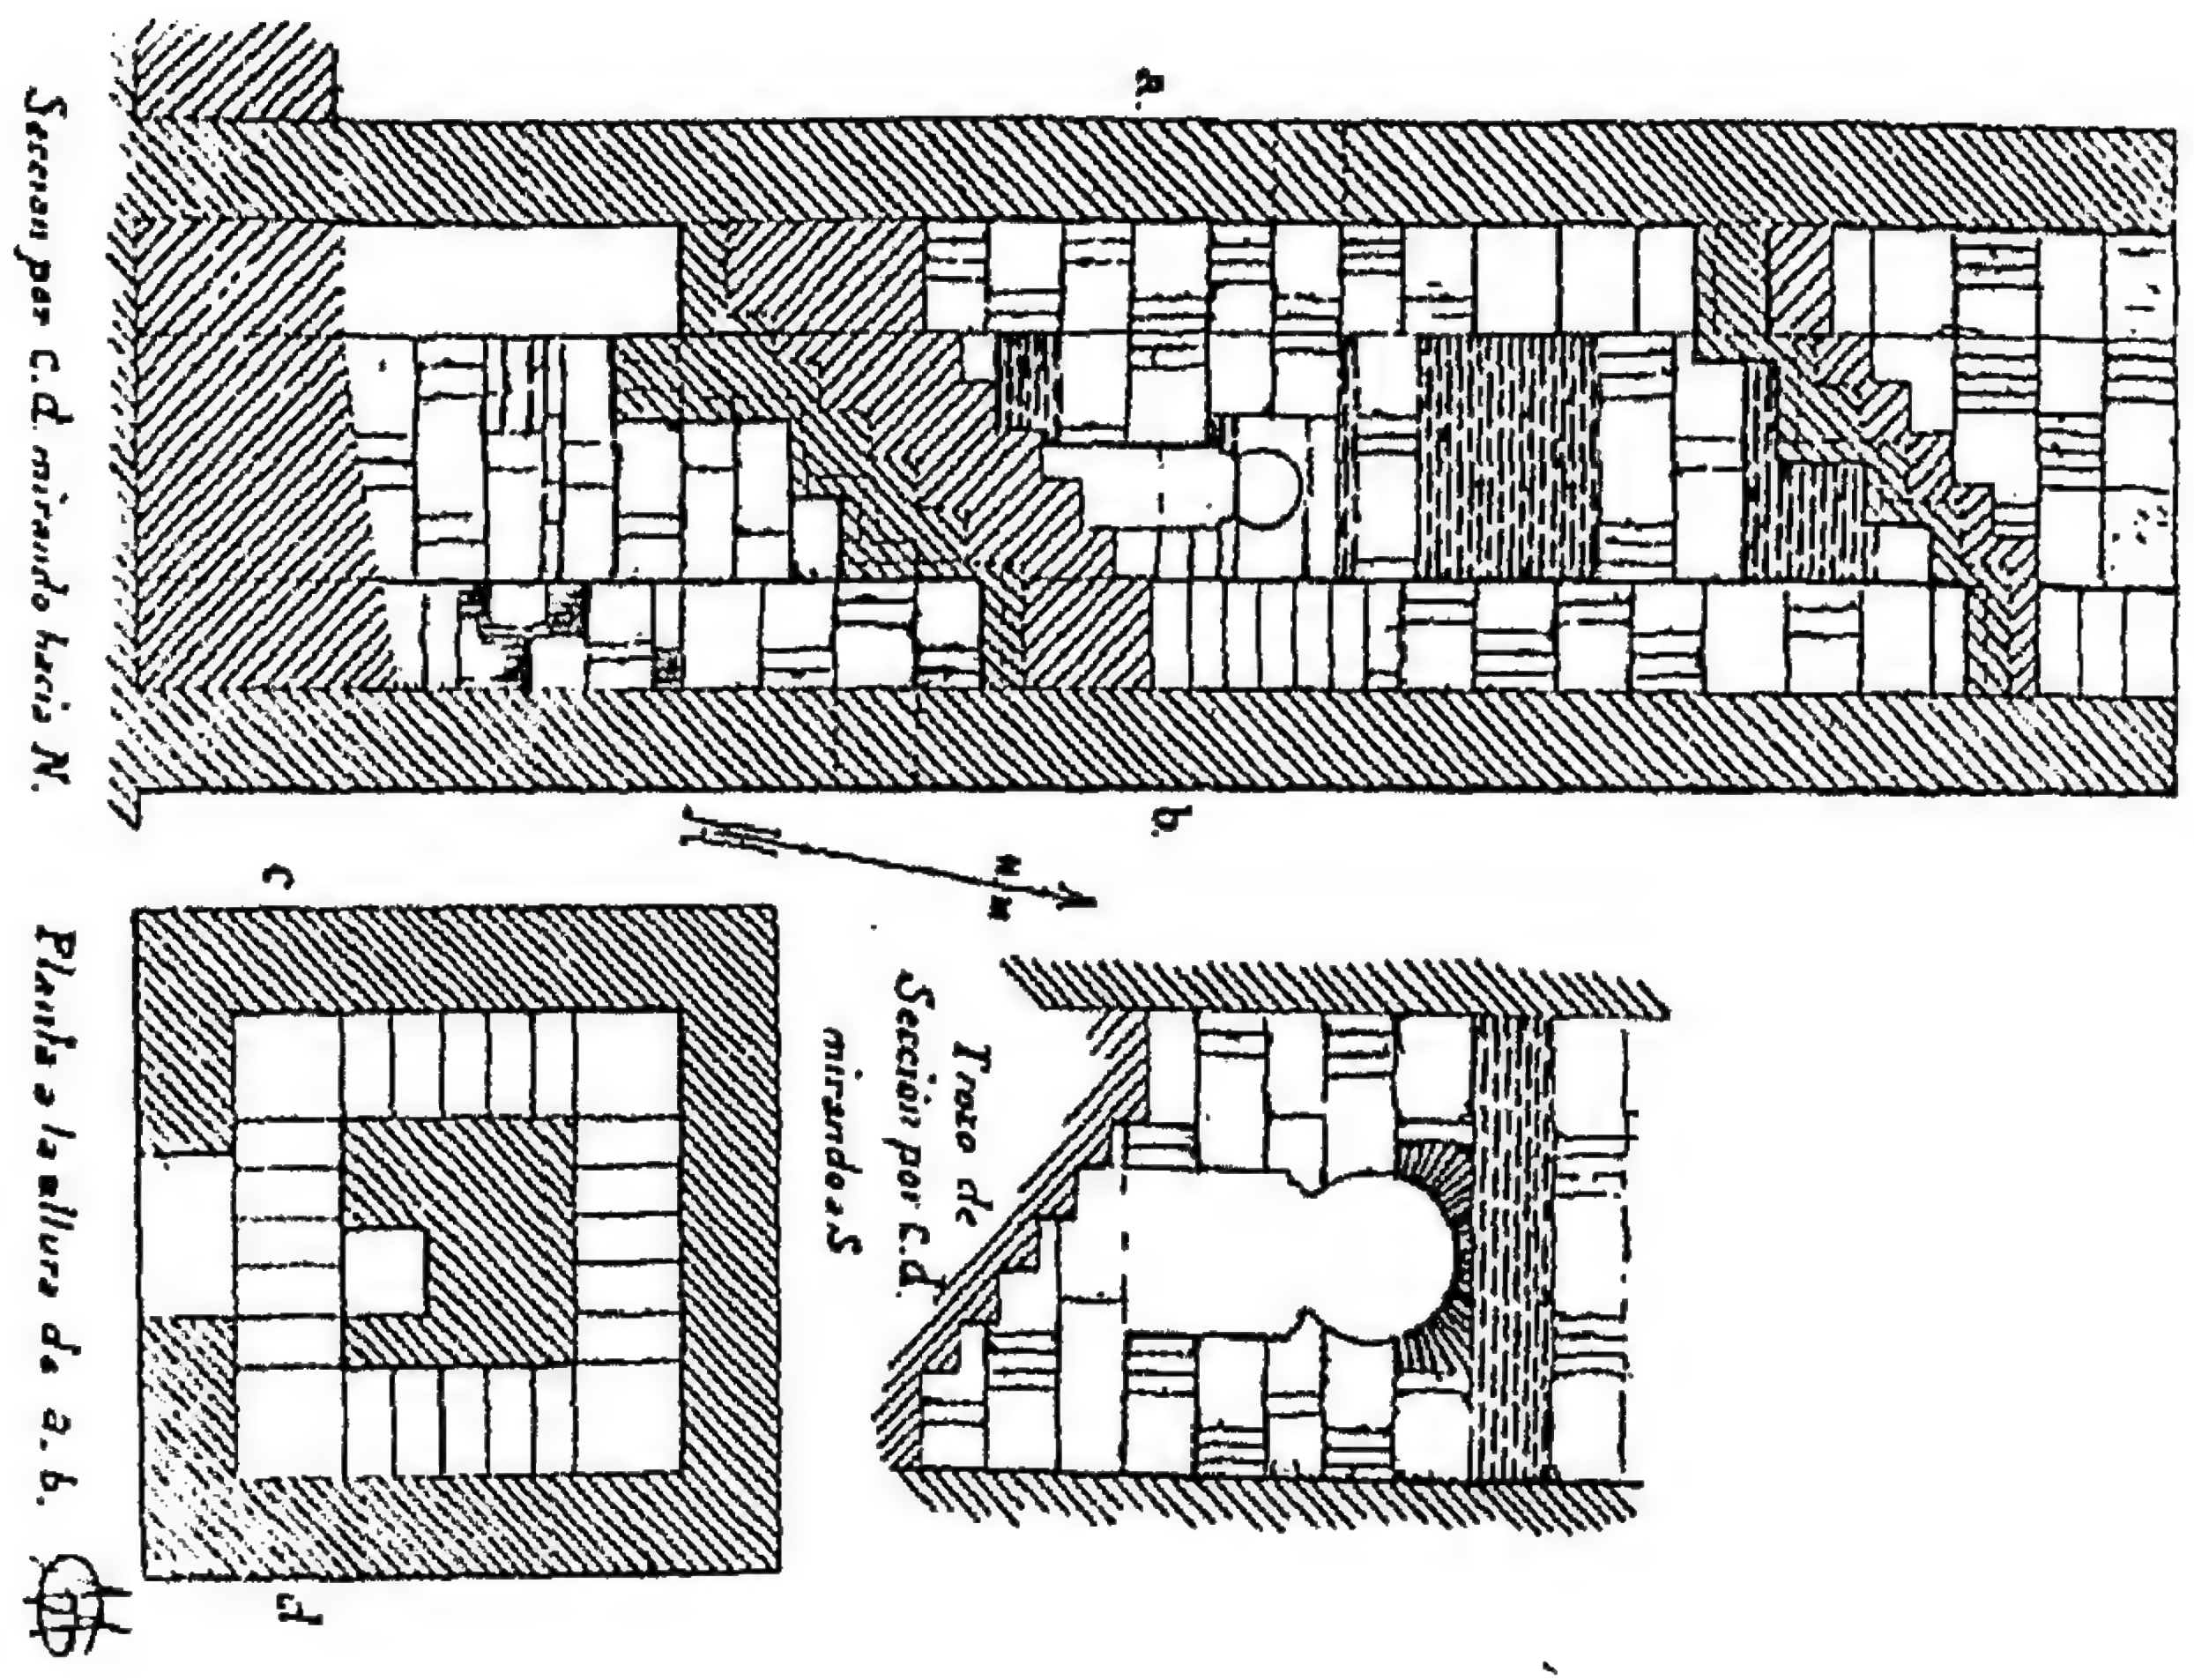 a.
b.
Seccion por C.d. mirando hacia N.
N. m
Trozo de
Seccion por C.d.
mirando a S
c
d
Planta a la altura de a. b.